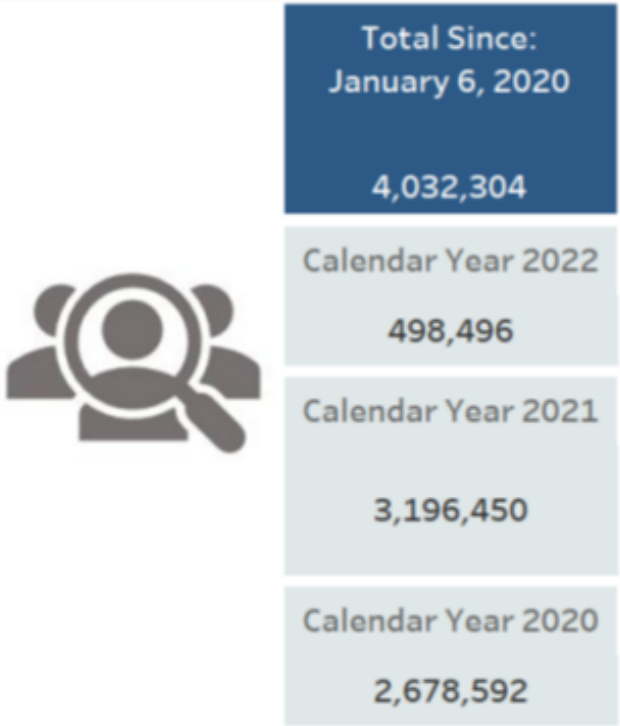 Total Since:
January 6, 2020
4,032,304
Calendar Year 2022
498,496
Calendar Year 2021
3,196,450
Calendar Year 2020
2,678,592